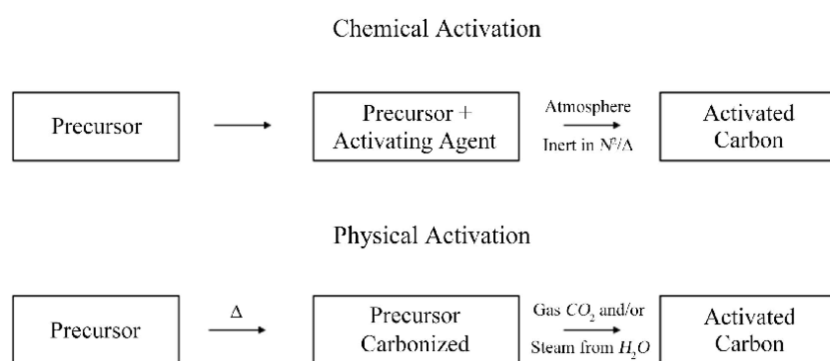 Chemical Activation
Precursor
Precursor +
Activating Agent
Atmosphere
Inert in N²/Λ
Activated
Carbon
Physical Activation
Precursor
Δ
Precursor
Carbonized
Gas CO₂ and/or
Steam from H₂O
Activated
Carbon